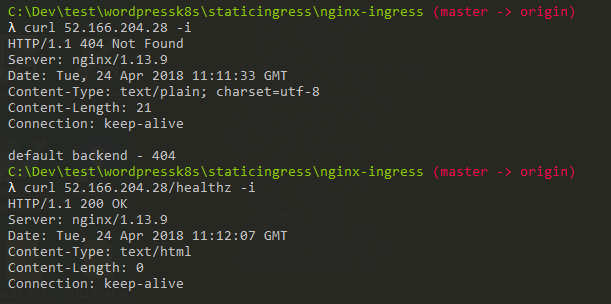 C:\Dev\test\wordpressk8s\staticingress\nginx-ingress (master -> origin)
λ curl 52.166.204.28 -i
HTTP/1.1 404 Not Found
Server: nginx/1.13.9
Date: Tue, 24 Apr 2018 11:11:33 GMT
Content-Type: text/plain; charset=utf-8
Content-Length: 21
Connection: keep-alive

default backend - 404
C:\Dev\test\wordpressk8s\staticingress\nginx-ingress (master -> origin)
λ curl 52.166.204.28/healthz -i
HTTP/1.1 200 OK
Server: nginx/1.13.9
Date: Tue, 24 Apr 2018 11:12:07 GMT
Content-Type: text/html
Content-Length: 0
Connection: keep-alive